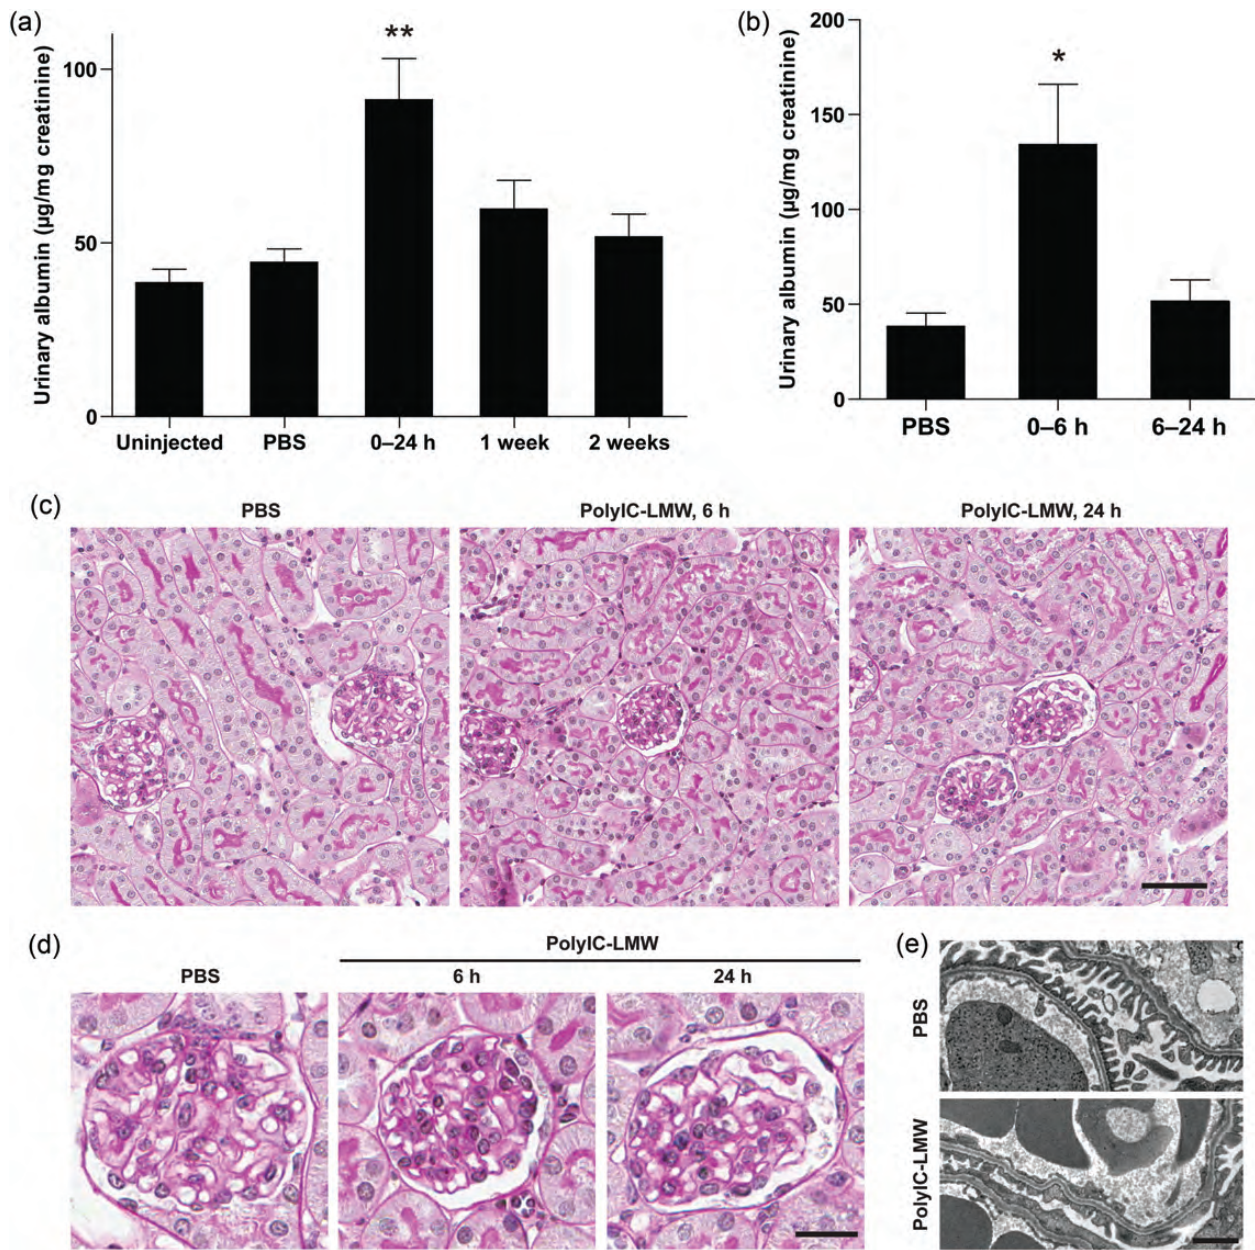 (a)
Urinary albumin (μg/mg creatinine)
100
50
0
**
Uninjected PBS 0–24 h 1 week 2 weeks
(b)
Urinary albumin (μg/mg creatinine)
200
150
100
50
0
*
PBS 0–6 h 6–24 h
(c)
PBS PolyIC-LMW, 6 h PolyIC-LMW, 24 h
(d)
PolyIC-LMW
PBS 6 h 24 h
(e)
PBS
PolyIC-LMW